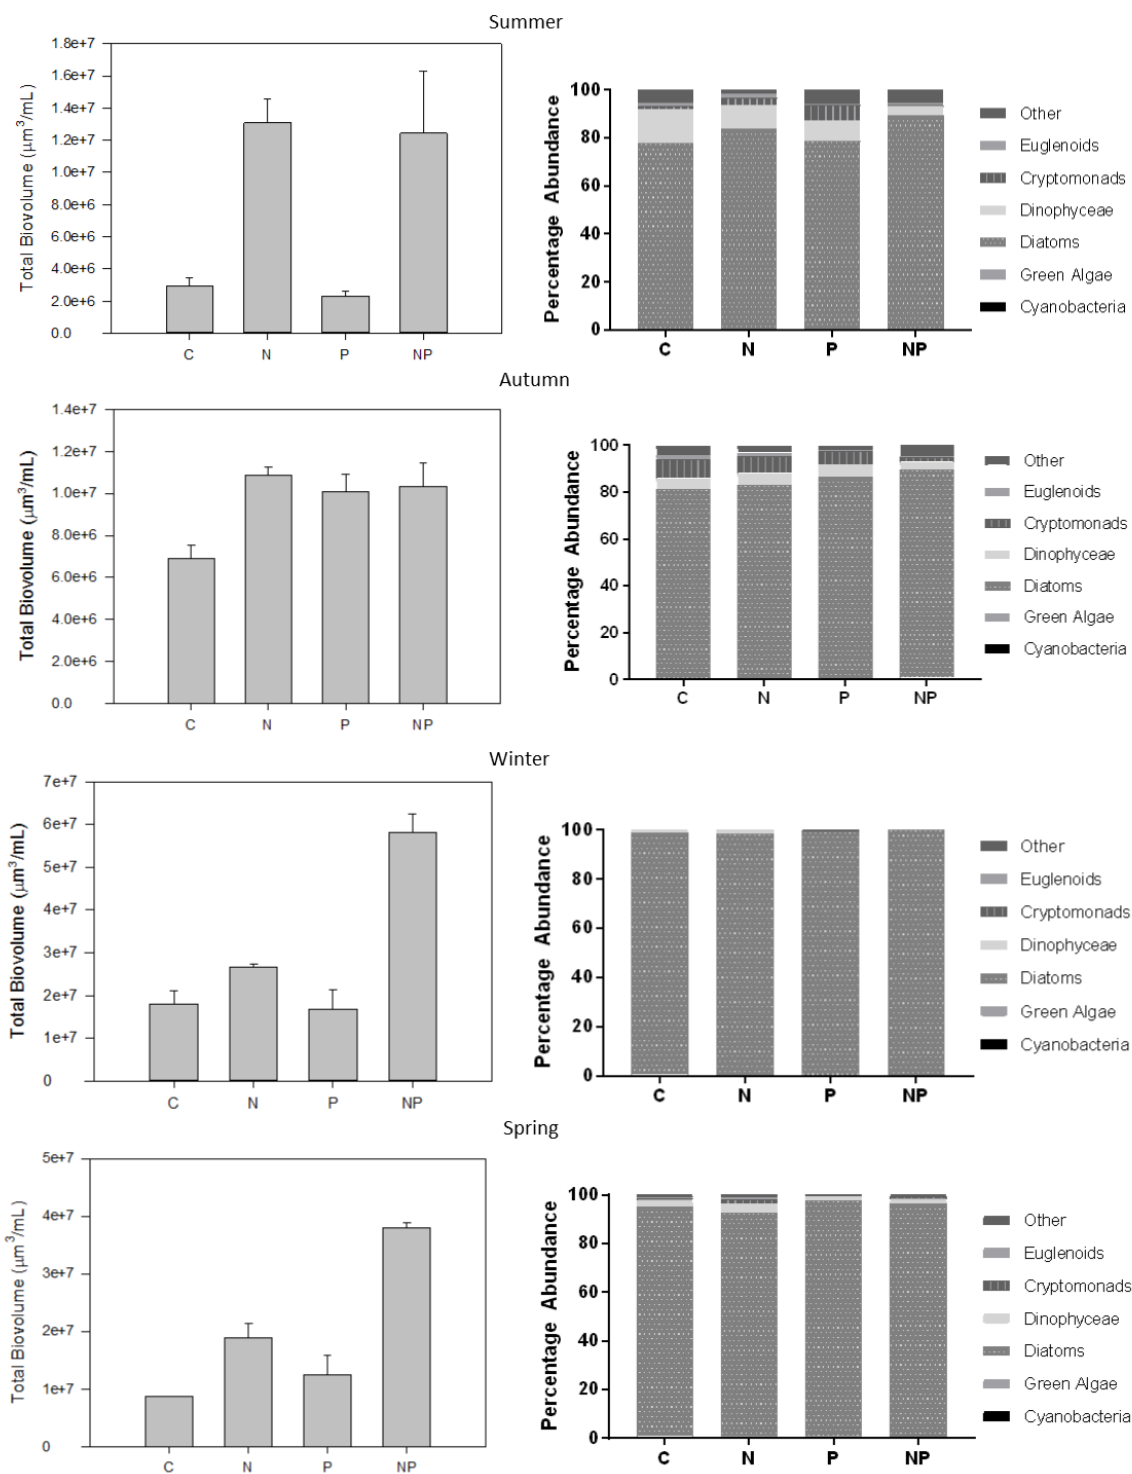 Summer
Total Biovolume (µm³/mL)
1.8e+7
1.6e+7
1.4e+7
1.2e+7
1.0e+7
8.0e+6
6.0e+6
4.0e+6
2.0e+6
0.0
C N P NP
Percentage Abundance
100
80
60
40
20
0
C N P NP
Other
Euglenoids
Cryptomonads
Dinophyceae
Diatoms
Green Algae
Cyanobacteria
Autumn
Total Biovolume (µm³/mL)
1.4e+7
1.2e+7
1.0e+7
8.0e+6
6.0e+6
4.0e+6
2.0e+6
0.0
C N P NP
Percentage Abundance
100
80
60
40
20
0
C N P NP
Other
Euglenoids
Cryptomonads
Dinophyceae
Diatoms
Green Algae
Cyanobacteria
Winter
Total Biovolume (µm³/mL)
7e+7
6e+7
5e+7
4e+7
3e+7
2e+7
1e+7
0
C N P NP
Percentage Abundance
100
80
60
40
20
0
C N P NP
Other
Euglenoids
Cryptomonads
Dinophyceae
Diatoms
Green Algae
Cyanobacteria
Spring
Total Biovolume (µm³/mL)
5e+7
4e+7
3e+7
2e+7
1e+7
0
C N P NP
Percentage Abundance
100
80
60
40
20
0
C N P NP
Other
Euglenoids
Cryptomonads
Dinophyceae
Diatoms
Green Algae
Cyanobacteria